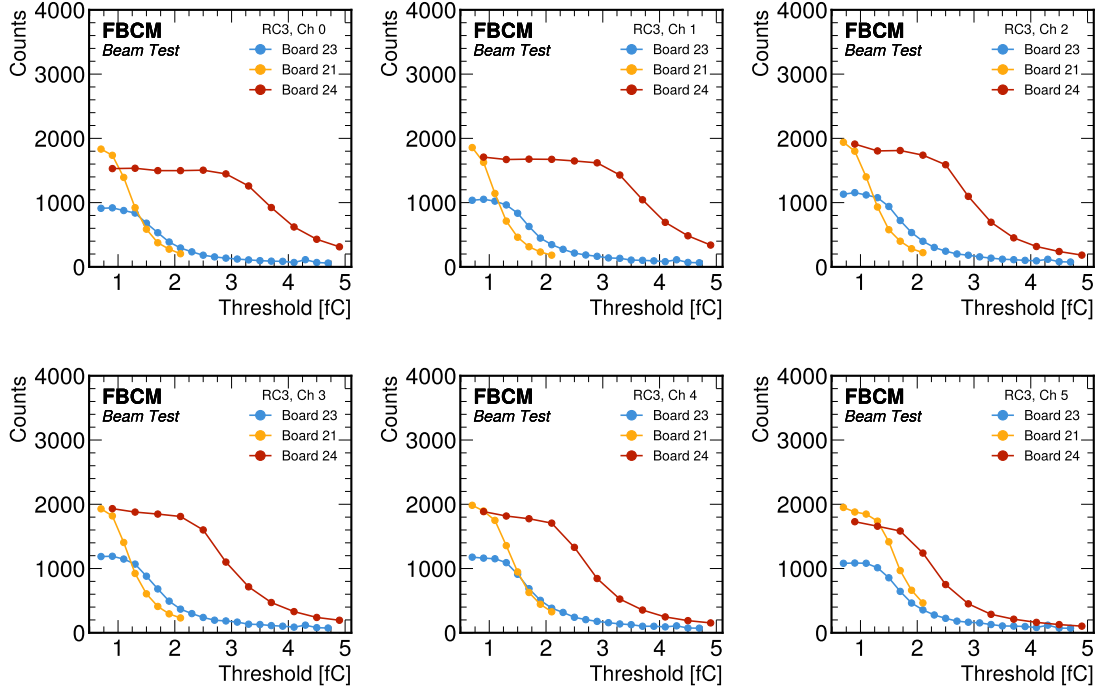 Counts
4000
3000
2000
1000
0
FBCM
Beam Test
RC3, Ch 0
Board 23
Board 21
Board 24
1 2 3 4 5
Threshold [fC]
Counts
4000
3000
2000
1000
0
FBCM
Beam Test
RC3, Ch 1
Board 23
Board 21
Board 24
1 2 3 4 5
Threshold [fC]
Counts
4000
3000
2000
1000
0
FBCM
Beam Test
RC3, Ch 2
Board 23
Board 21
Board 24
1 2 3 4 5
Threshold [fC]
Counts
4000
3000
2000
1000
0
FBCM
Beam Test
RC3, Ch 3
Board 23
Board 21
Board 24
1 2 3 4 5
Threshold [fC]
Counts
4000
3000
2000
1000
0
FBCM
Beam Test
RC3, Ch 4
Board 23
Board 21
Board 24
1 2 3 4 5
Threshold [fC]
Counts
4000
3000
2000
1000
0
FBCM
Beam Test
RC3, Ch 5
Board 23
Board 21
Board 24
1 2 3 4 5
Threshold [fC]